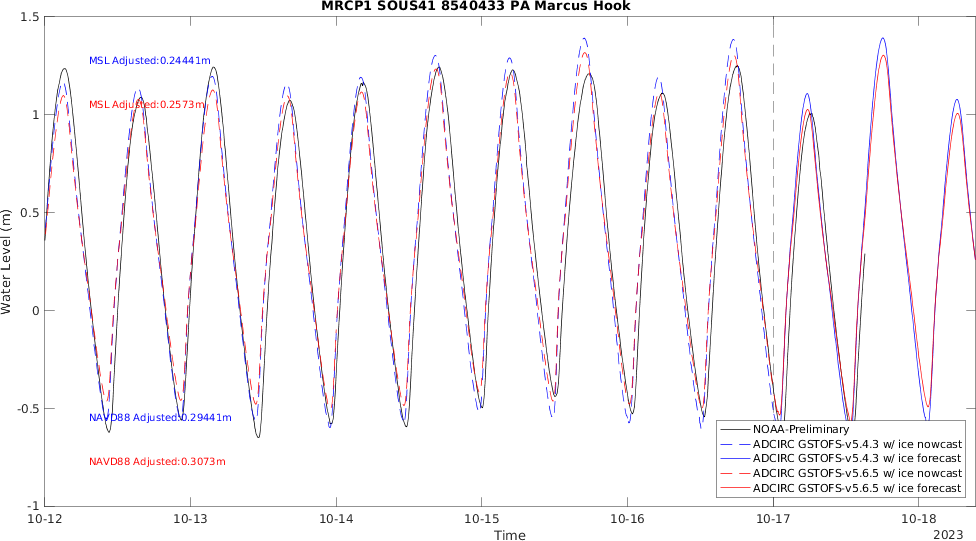 MRCP1 SOUS41 8540433 PA Marcus Hook
1.5
MSL Adjusted:0.24441m
MSL Adjusted:0.2573m
1
0.5
Water Level (m)
0
-0.5
NAVD88 Adjusted:0.29441m
NOAA-Preliminary
ADCIRC GSTOFS-v5.4.3 w/ ice nowcast
ADCIRC GSTOFS-v5.4.3 w/ ice forecast
NAVD88 Adjusted:0.3073m
ADCIRC GSTOFS-v5.6.5 w/ ice nowcast
ADCIRC GSTOFS-v5.6.5 w/ ice forecast
-1
10-12 10-13 10-14 10-15 10-16 10-17 10-18
Time
2023